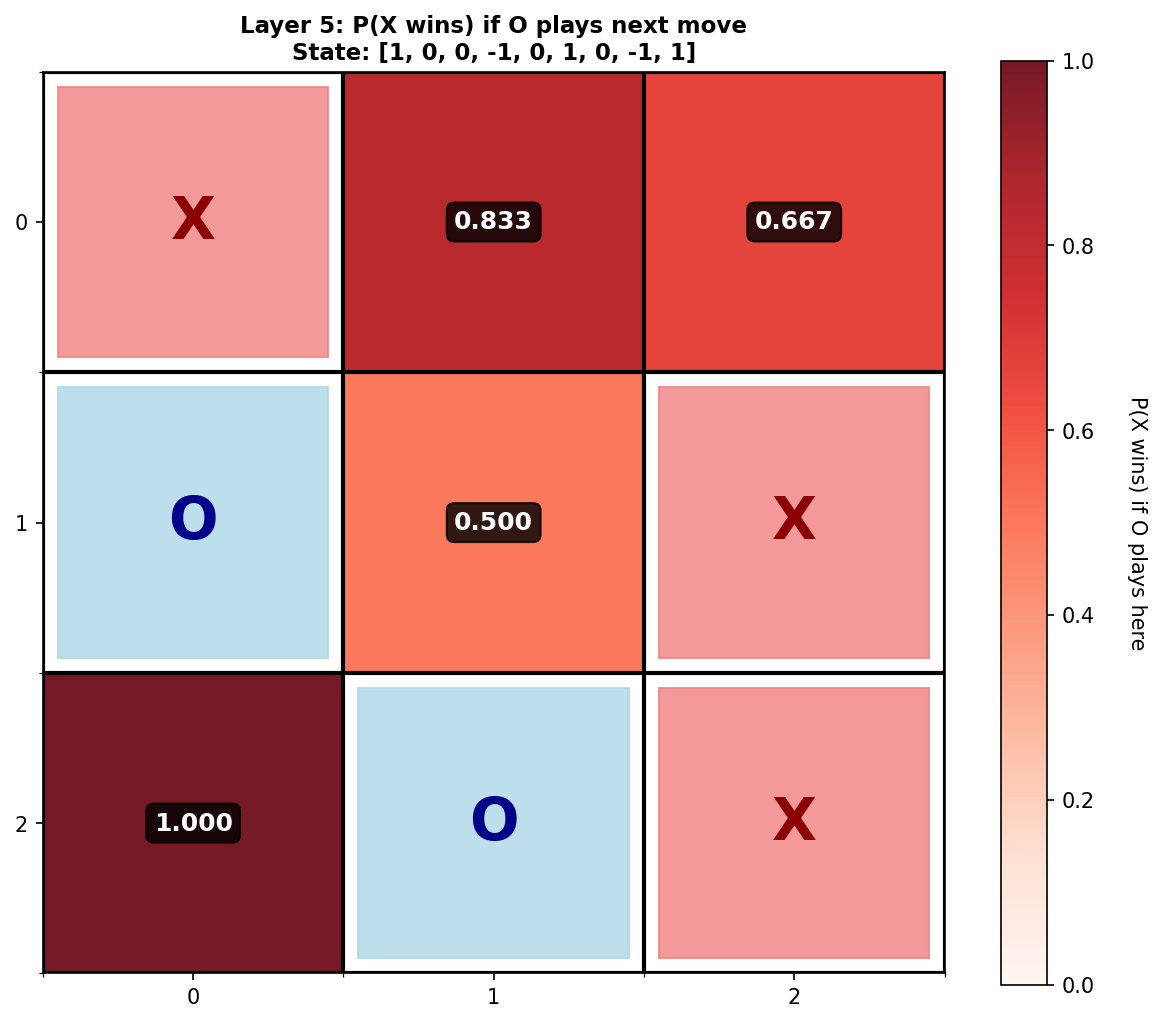 Layer 5: P(X wins) if O plays next move
State: [1, 0, 0, -1, 0, 1, 0, -1, 1]
0
X
0.833
0.667
1
O
0.500
X
2
1.000
O
X
0
1
2
1.0
0.8
0.6
0.4
0.2
0.0
P(X wins) if O plays here